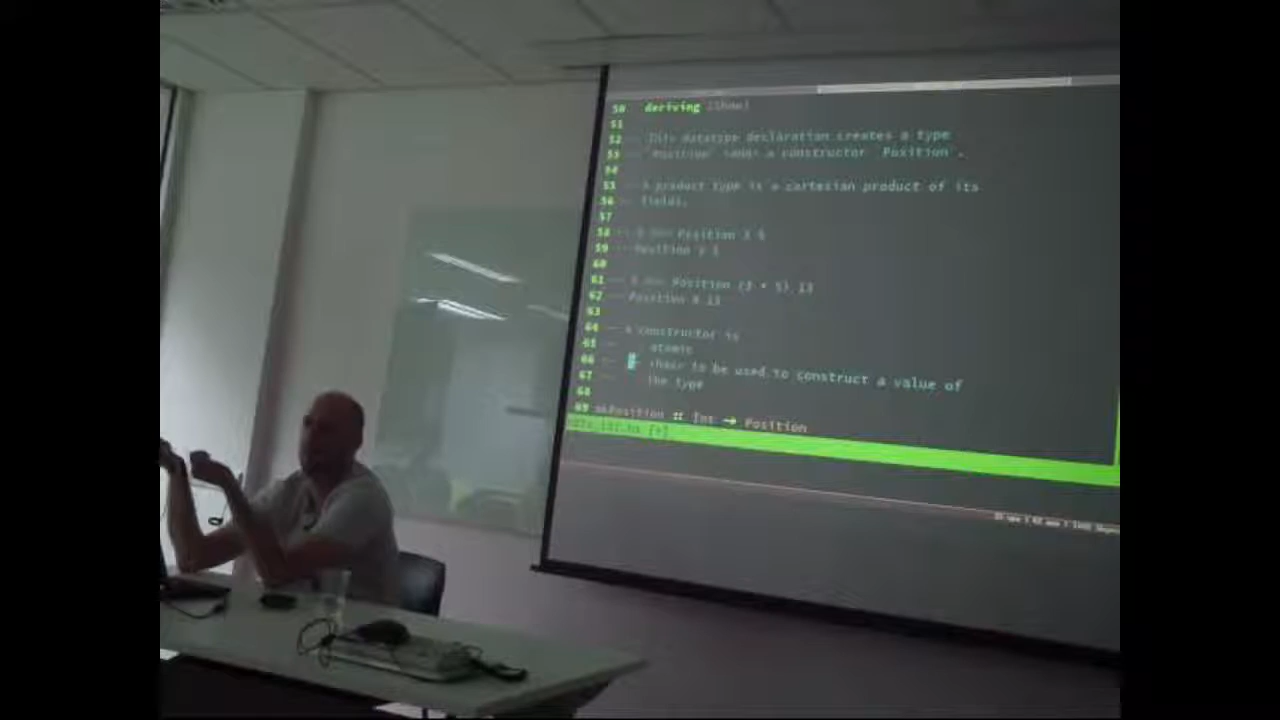 50 deriving (Show)
51
52 -- This datatype declaration creates a type
53 -- `Position` under a constructor `Position`.
54
55 -- A product type is a cartesian product of its
56 -- fields.
57
58 -- Position 3 5
59 -- Position 3 5
60
61 -- Position (3 + 5) 13
62 -- Position 8 13
63
64 -- a constructor is
65 -- atomic
66 -- to be used to construct a value of
67 -- the type
68
69 mkPosition :: Int → Position
[+]